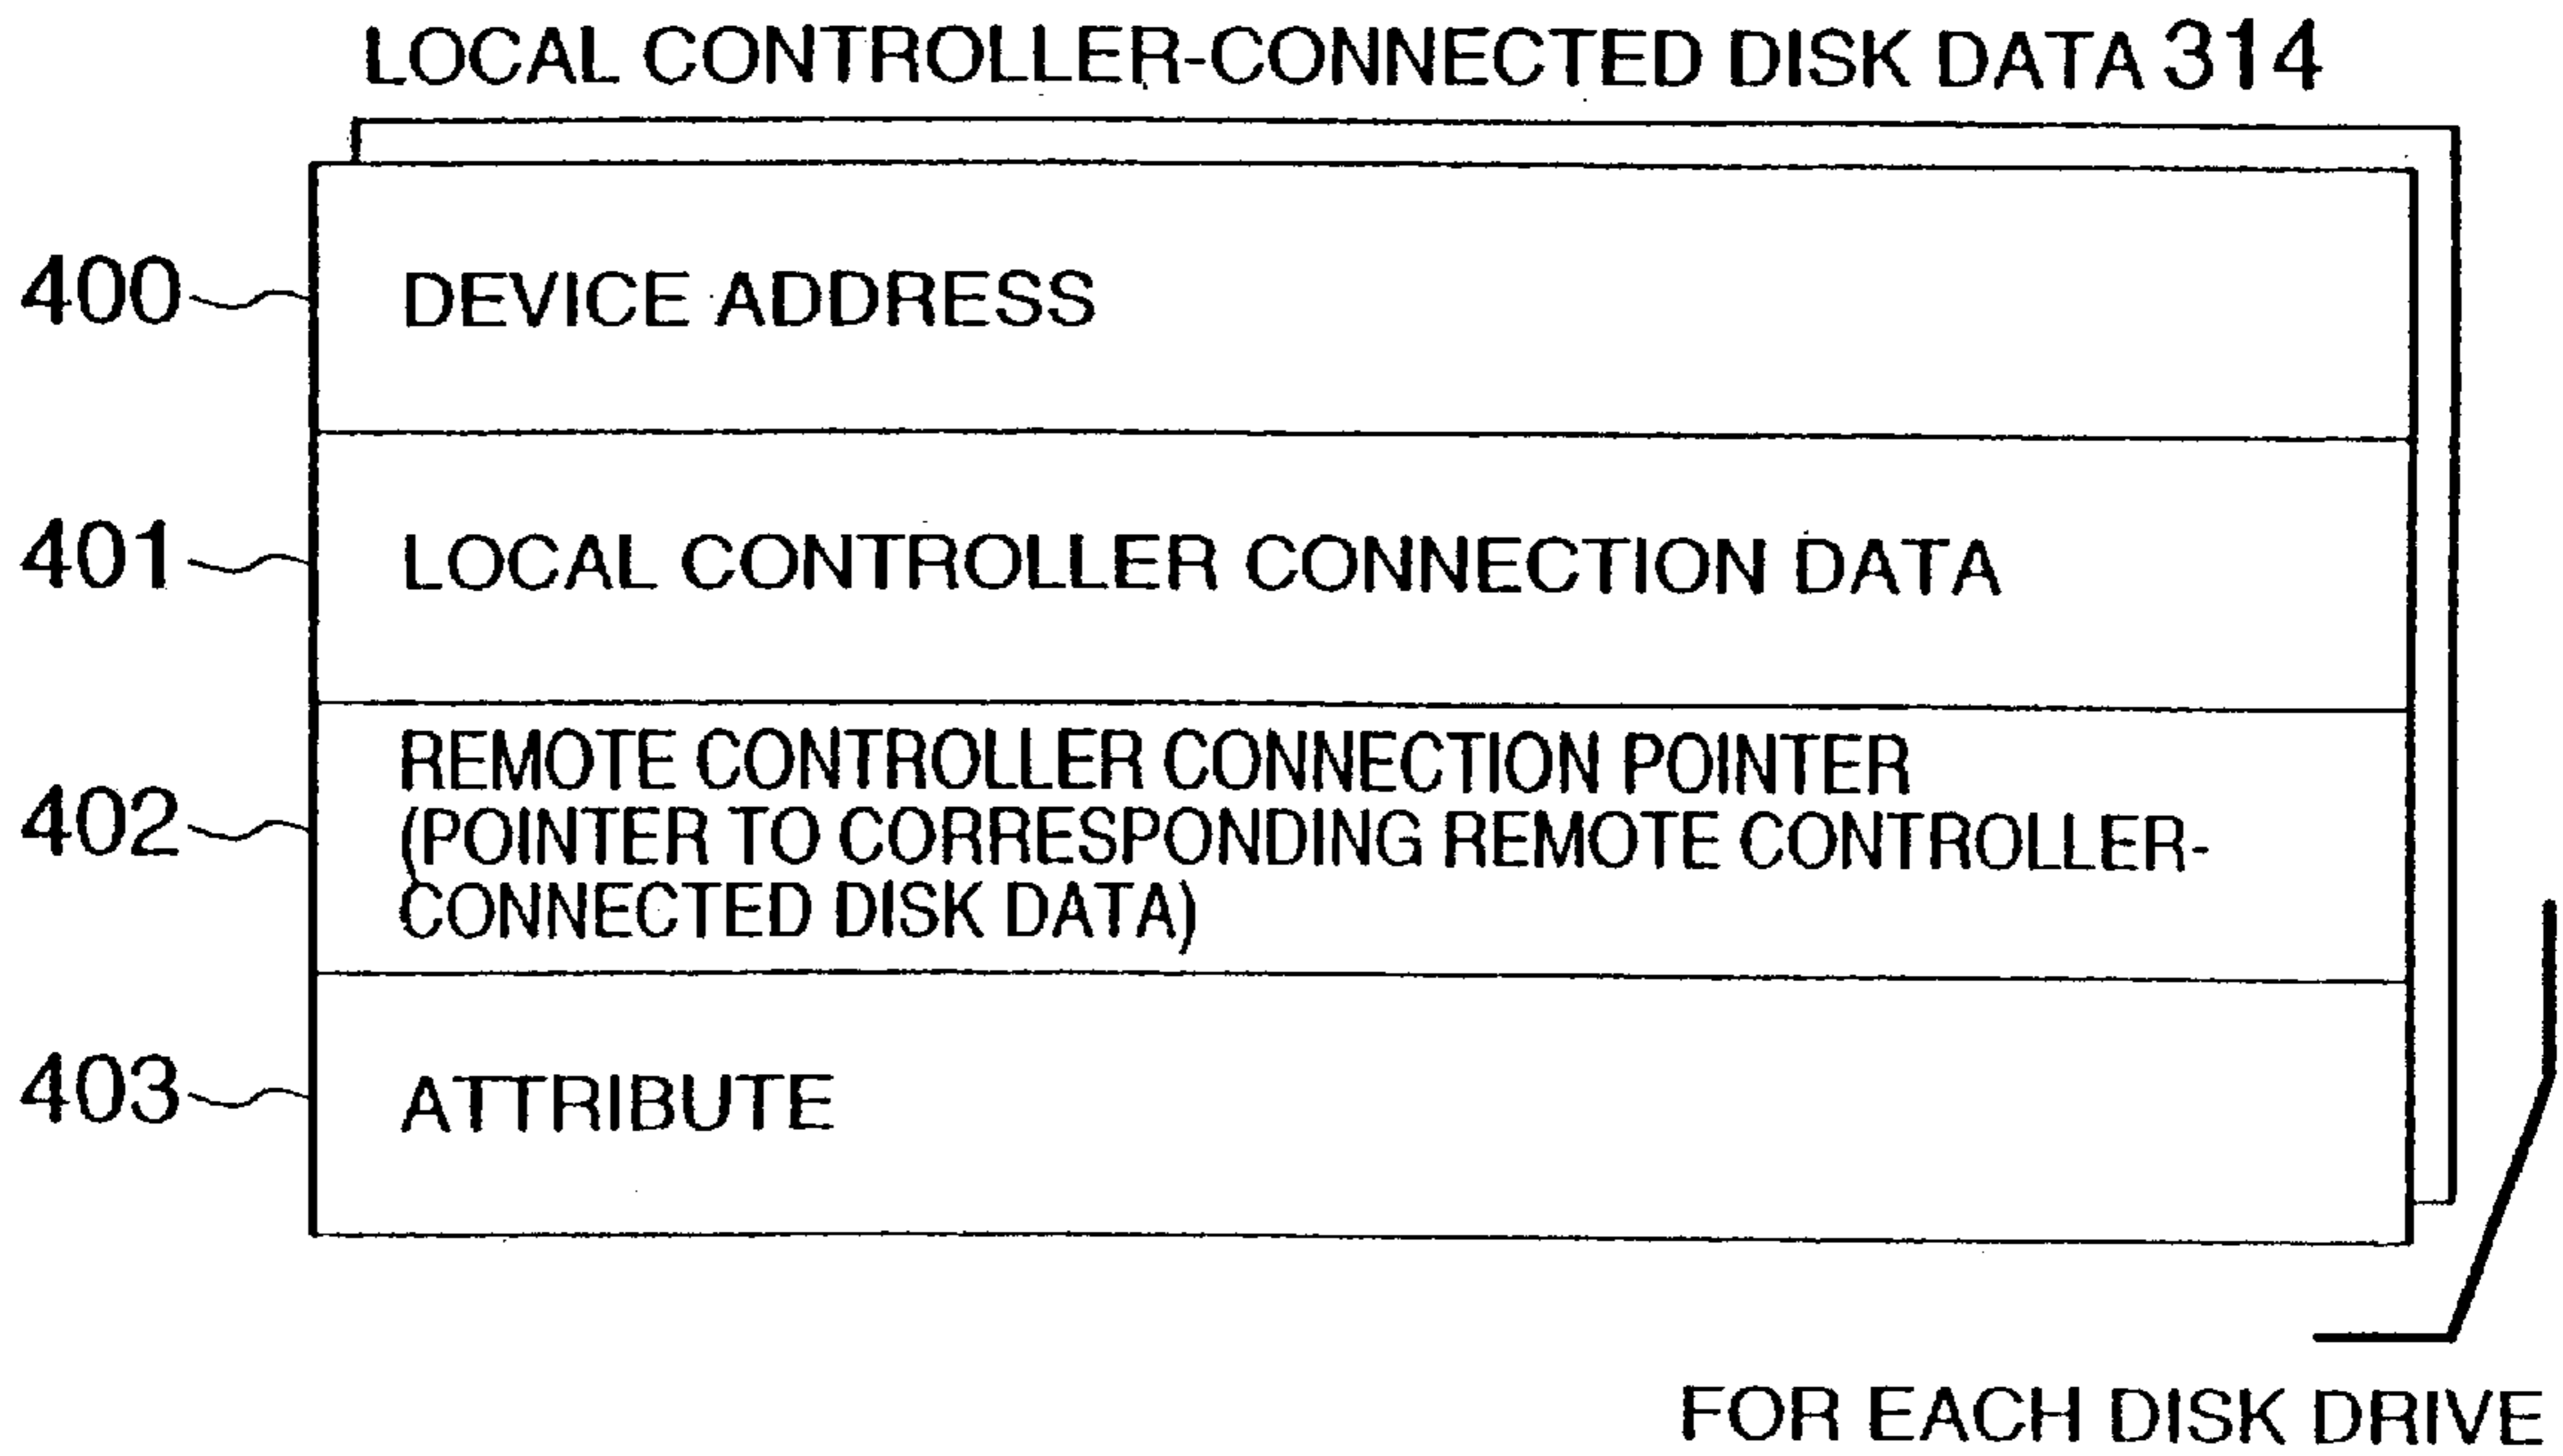 LOCAL CONTROLLER-CONNECTED DISK DATA 314
400 DEVICE ADDRESS
401 LOCAL CONTROLLER CONNECTION DATA
REMOTE CONTROLLER CONNECTION POINTER
402 (POINTER TO CORRESPONDING REMOTE CONTROLLER-
CONNECTED DISK DATA)
403 ATTRIBUTE
FOR EACH DISK DRIVE